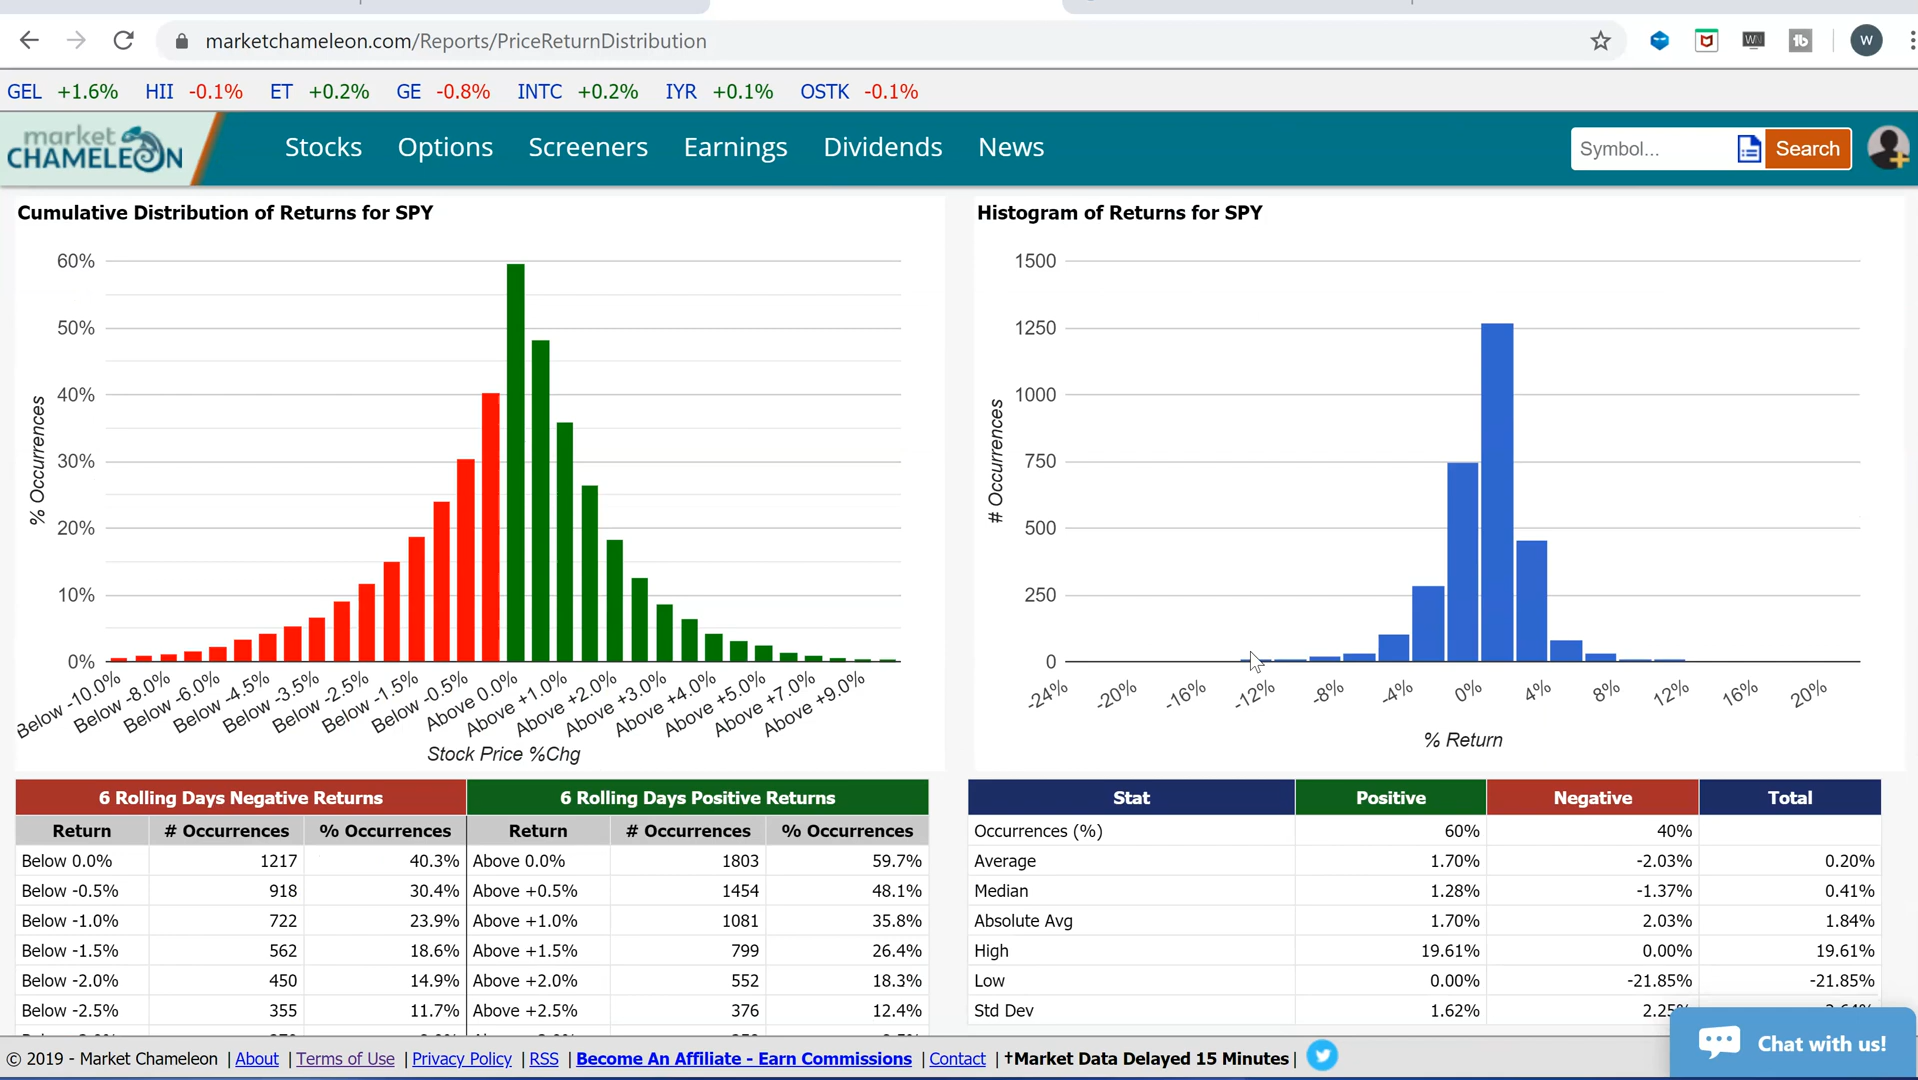 marketchameleon.com/Reports/PriceReturnDistribution
W
GEL +1.6% HII -0.1% ET +0.2% GE -0.8% INTC +0.2% IYR +0.1% OSTK -0.1%
market CHAMELEON
Stocks Options Screeners Earnings Dividends News
Symbol... Search
Cumulative Distribution of Returns for SPY
60%
50%
40%
30%
20%
10%
0%
% Occurrences
Below -10.0% Below -8.0% Below -6.0% Below -4.5% Below -3.5% Below -2.5% Below -1.5% Below -0.5% Above 0.0% Above +1.0% Above +2.0% Above +3.0% Above +4.0% Above +5.0% Above +7.0% Above +9.0%
Stock Price %Chg
Histogram of Returns for SPY
1500
1250
1000
750
500
250
0
# Occurrences
-24% -20% -16% -12% -8% -4% 0% 4% 8% 12% 16% 20%
% Return
6 Rolling Days Negative Returns 6 Rolling Days Positive Returns
Return # Occurrences % Occurrences Return # Occurrences % Occurrences
Below 0.0% 1217 40.3% Above 0.0% 1803 59.7%
Below -0.5% 918 30.4% Above +0.5% 1454 48.1%
Below -1.0% 722 23.9% Above +1.0% 1081 35.8%
Below -1.5% 562 18.6% Above +1.5% 799 26.4%
Below -2.0% 450 14.9% Above +2.0% 552 18.3%
Below -2.5% 355 11.7% Above +2.5% 376 12.4%
Stat Positive Negative Total
Occurrences (%) 60% 40%
Average 1.70% -2.03% 0.20%
Median 1.28% -1.37% 0.41%
Absolute Avg 1.70% 2.03% 1.84%
High 19.61% 0.00% 19.61%
Low 0.00% -21.85% -21.85%
Std Dev 1.62% 2.25%
Chat with us!
© 2019 - Market Chameleon | About | Terms of Use | Privacy Policy | RSS | Become An Affiliate - Earn Commissions | Contact | †Market Data Delayed 15 Minutes |